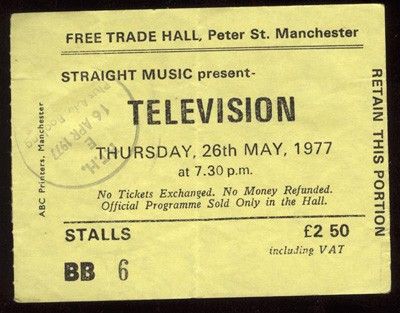 FREE TRADE HALL, Peter St. Manchester
STRAIGHT MUSIC present-
TELEVISION
THURSDAY, 26th MAY, 1977
at 7.30 p.m.
No Tickets Exchanged. No Money Refunded.
Official Programme Sold Only in the Hall.
STALLS £2 50
including VAT
BB 6
RETAIN THIS PORTION
ABC Printers, Manchester
16 APR 1977